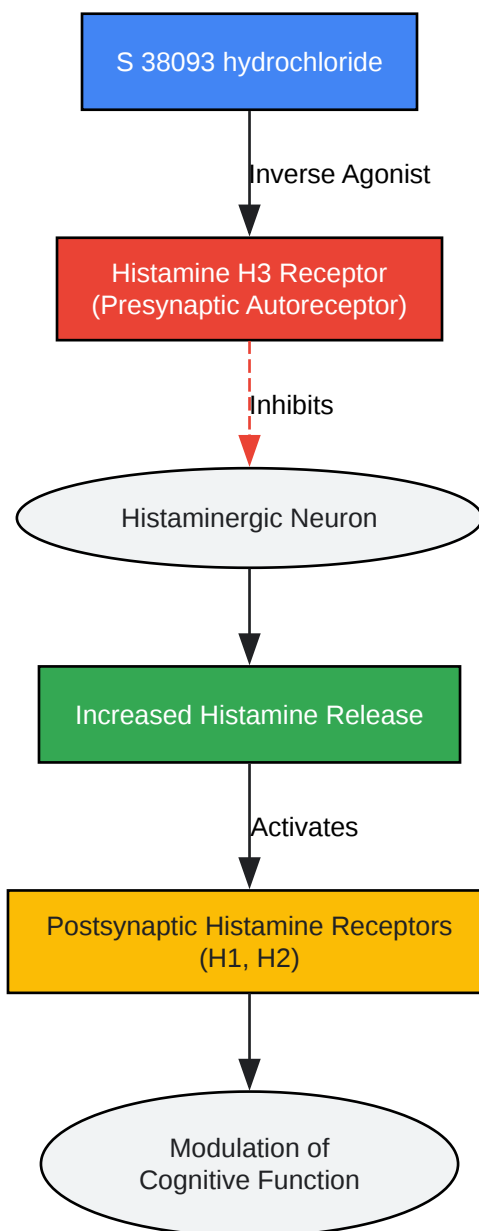 S 38093 hydrochloride
Inverse Agonist
Histamine H3 Receptor
(Presynaptic Autoreceptor)
Inhibits
Histaminergic Neuron
Increased Histamine Release
Activates
Postsynaptic Histamine Receptors
(H1, H2)
Modulation of
Cognitive Function